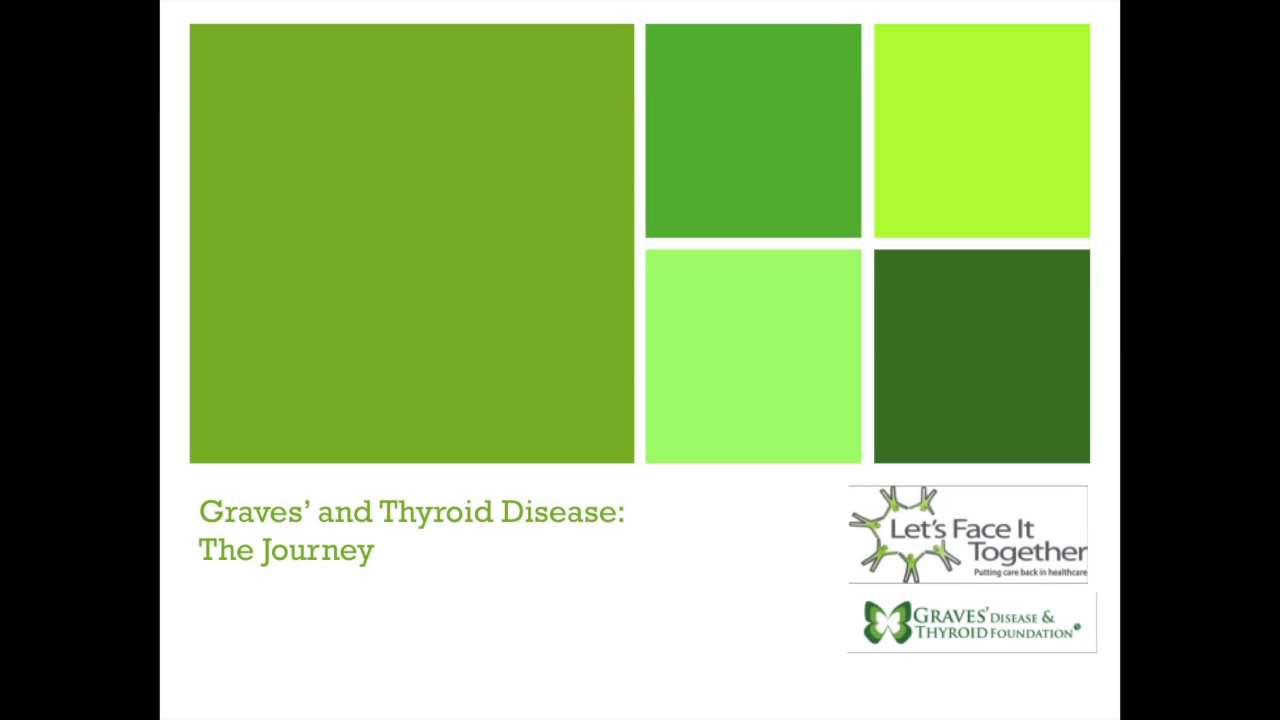 Graves’ and Thyroid Disease:
The Journey
Let's Face It
Together
Putting care back in healthcare
GRAVES' DISEASE &
THYROID FOUNDATION